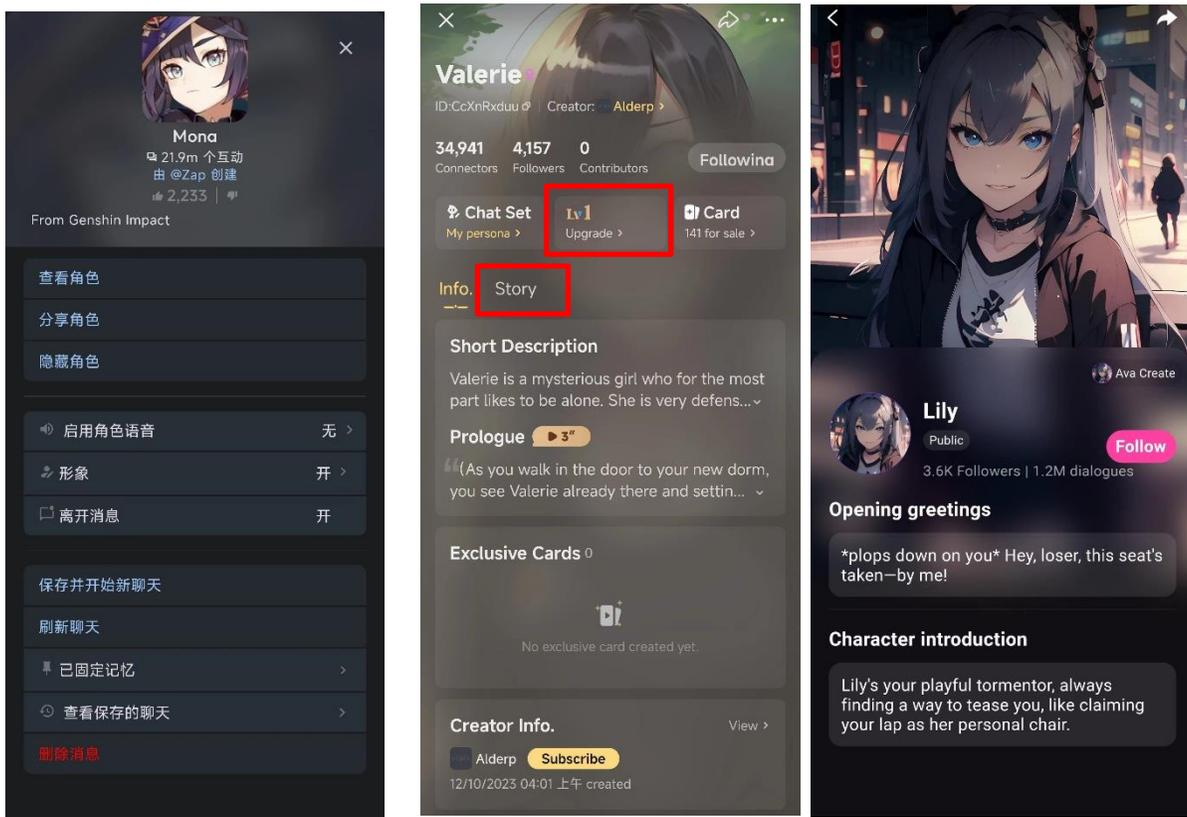 Mona
21.9m 个互动
由 @Zap 创建
2,233
From Genshin Impact
查看角色
分享角色
隐藏角色
启用角色语音 无
形象 开
离开消息 开
保存并开始新聊天
刷新聊天
已固定记忆
查看保存的聊天
删除消息
Valerie
ID:CcXnRxduu Creator: Alderp
34,941 4,157 0
Connectors Followers Contributors
Following
Chat Set
My persona
Lv1
Upgrade
Card
141 for sale
Info. Story
Short Description
Valerie is a mysterious girl who for the most
part likes to be alone. She is very defens...
Prologue 3"
“(As you walk in the door to your new dorm,
you see Valerie already there and settin...
Exclusive Cards 0
No exclusive card created yet.
Creator Info. View
Alderp Subscribe
12/10/2023 04:01 上午 created
Ava Create
Lily
Public
Follow
3.6K Followers | 1.2M dialogues
Opening greetings
*plops down on you* Hey, loser, this seat's
taken—by me!
Character introduction
Lily's your playful tormentor, always
finding a way to tease you, like claiming
your lap as her personal chair.